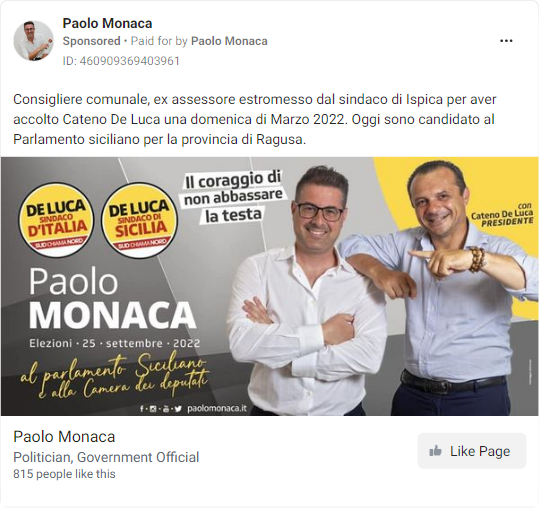 Paolo Monaca
Sponsored • Paid for by Paolo Monaca
ID: 460909369403961
Consigliere comunale, ex assessore estromesso dal sindaco di Ispica per aver
accolto Cateno De Luca una domenica di Marzo 2022. Oggi sono candidato al
Parlamento siciliano per la provincia di Ragusa.
DE LUCA
SINDACO
D'ITALIA
SUD CHIAMA NORD
DE LUCA
SINDACO DI
SICILIA
SUD CHIAMA NORD
Il coraggio di
non abbassare
la testa
con
Cateno De Luca
PRESIDENTE
Paolo
MONACA
Elezioni • 25 • settembre • 2022
al parlamento Siciliano
e alla Camera dei deputati
paolomonaca.it
Paolo Monaca
Politician, Government Official
815 people like this
Like Page